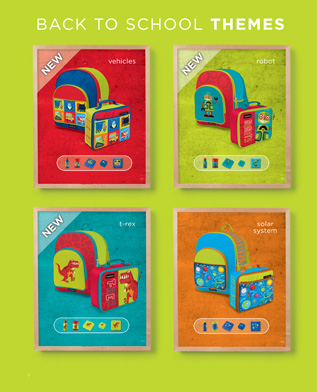 BACK TO SCHOOL THEMES
NEW
vehicles
NEW
robot
NEW
t-rex
solar
system